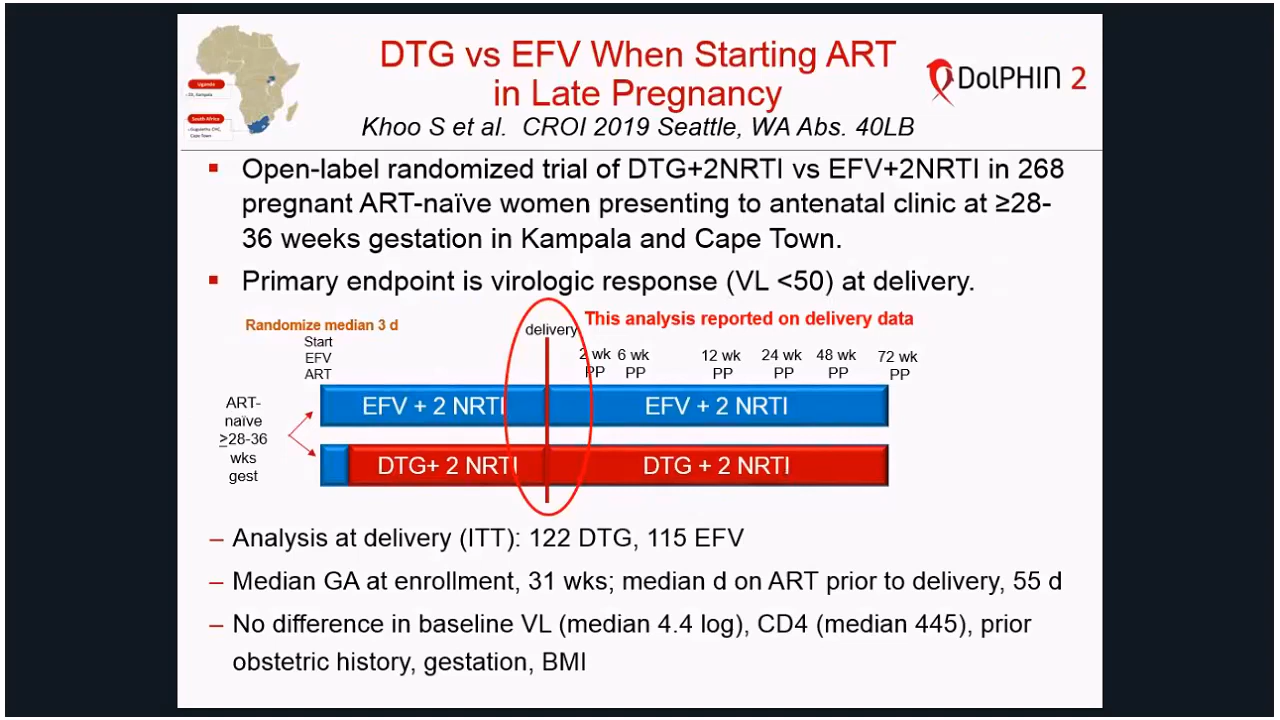 DTG vs EFV When Starting ART
in Late Pregnancy
Khoo S et al. CROI 2019 Seattle, WA Abs. 40LB
DolPHIN 2
Uganda
South Africa
Gugulethu CHC,
Cape Town
▪ Open-label randomized trial of DTG+2NRTI vs EFV+2NRTI in 268
pregnant ART-naïve women presenting to antenatal clinic at ≥28-
36 weeks gestation in Kampala and Cape Town.
▪ Primary endpoint is virologic response (VL <50) at delivery.
Randomize median 3 d
Start
EFV
ART
delivery
This analysis reported on delivery data
2 wk
PP
6 wk
PP
12 wk
PP
24 wk
PP
48 wk
PP
72 wk
PP
ART-
naïve
≥28-36
wks
gest
EFV + 2 NRTI
EFV + 2 NRTI
DTG+ 2 NRTI
DTG + 2 NRTI
– Analysis at delivery (ITT): 122 DTG, 115 EFV
– Median GA at enrollment, 31 wks; median d on ART prior to delivery, 55 d
– No difference in baseline VL (median 4.4 log), CD4 (median 445), prior
obstetric history, gestation, BMI